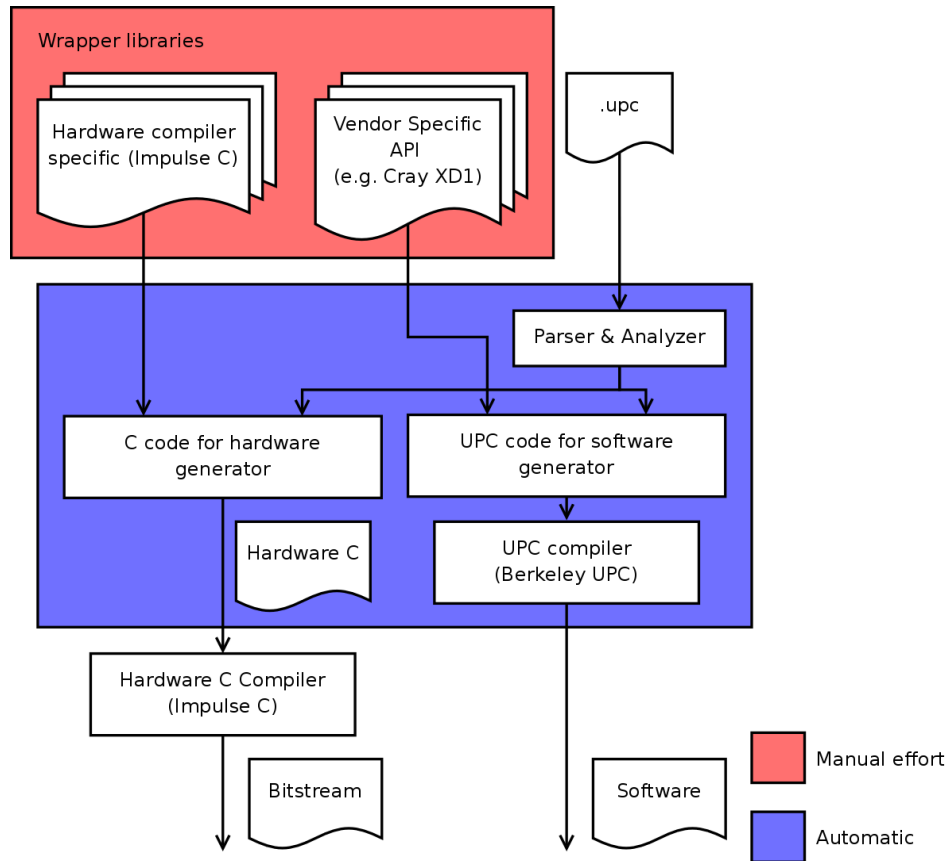 Wrapper libraries
Hardware compiler
specific (Impulse C)
Vendor Specific
API
(e.g. Cray XD1)
.upc
Parser & Analyzer
C code for hardware
generator
UPC code for software
generator
Hardware C
UPC compiler
(Berkeley UPC)
Hardware C Compiler
(Impulse C)
Bitstream
Software
Manual effort
Automatic